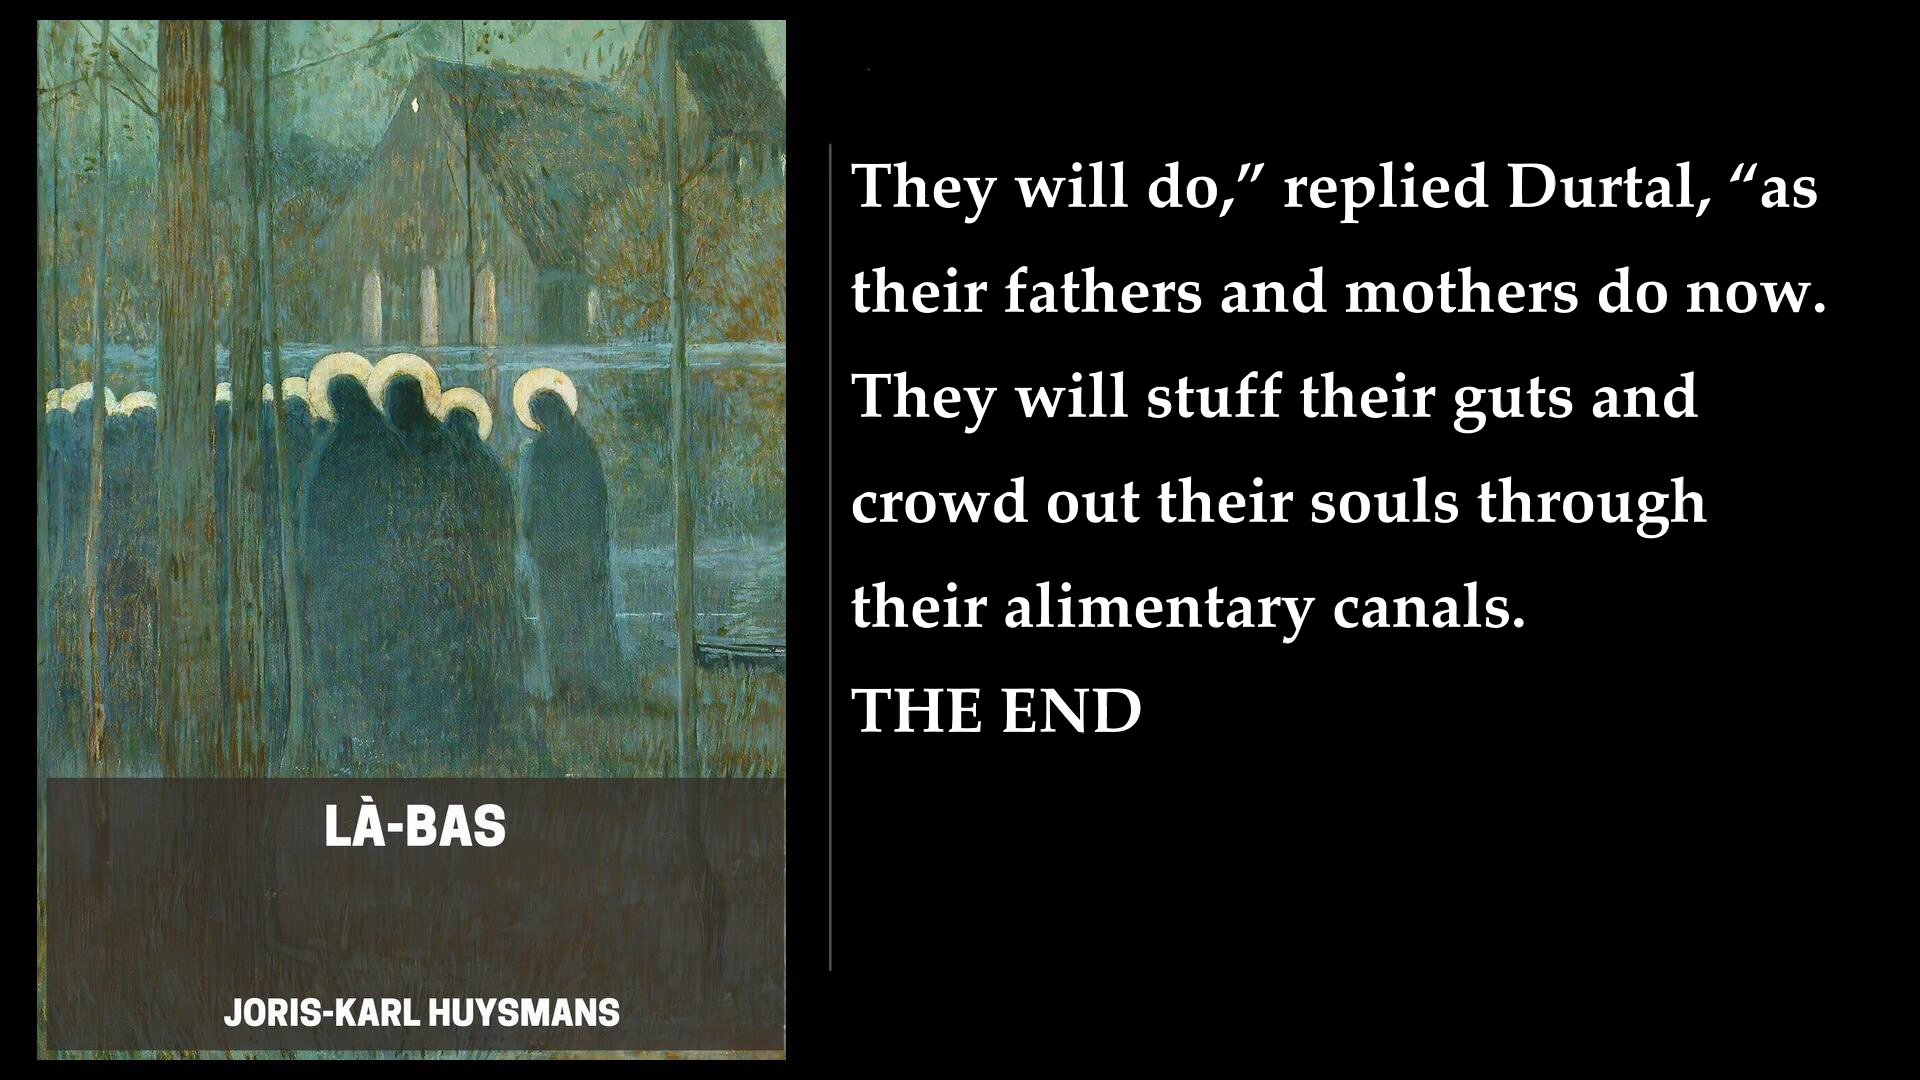 They will do,” replied Durtal, “as
their fathers and mothers do now.
They will stuff their guts and
crowd out their souls through
their alimentary canals.
THE END
LÀ-BAS
JORIS-KARL HUYSMANS